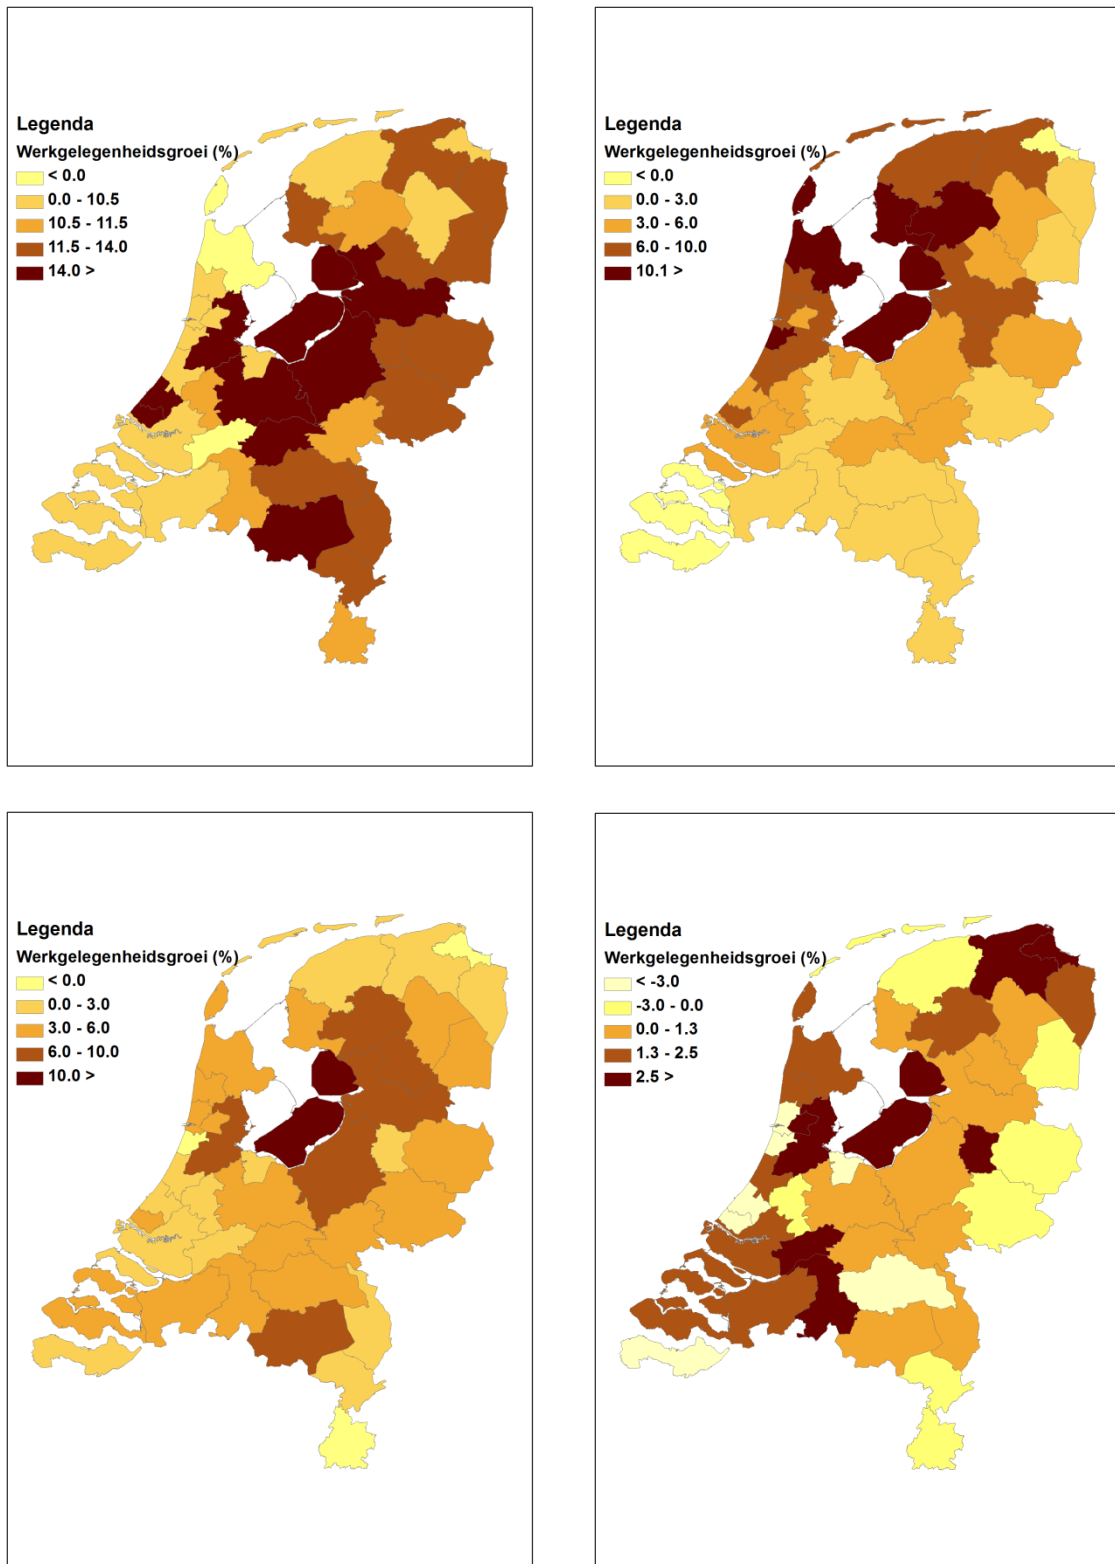 Legenda
Werkgelegenheidsgroei (%)
< 0.0
0.0 - 10.5
10.5 - 11.5
11.5 - 14.0
14.0 >
Legenda
Werkgelegenheidsgroei (%)
< 0.0
0.0 - 3.0
3.0 - 6.0
6.0 - 10.0
10.1 >
Legenda
Werkgelegenheidsgroei (%)
< 0.0
0.0 - 3.0
3.0 - 6.0
6.0 - 10.0
10.0 >
Legenda
Werkgelegenheidsgroei (%)
< -3.0
-3.0 - 0.0
0.0 - 1.3
1.3 - 2.5
2.5 >